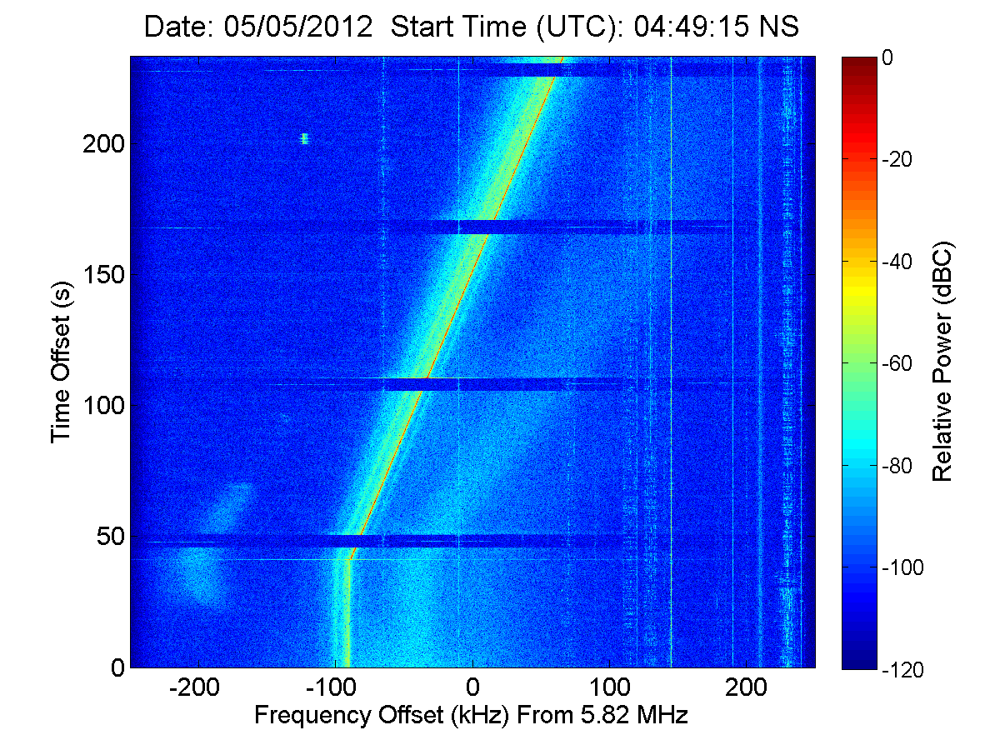 Date: 05/05/2012  Start Time (UTC): 04:49:15 NS
0
-20
-40
-60
-80
-100
-120
Relative Power (dBC)
200
150
100
50
0
Time Offset (s)
-200 -100 0 100 200
Frequency Offset (kHz) From 5.82 MHz